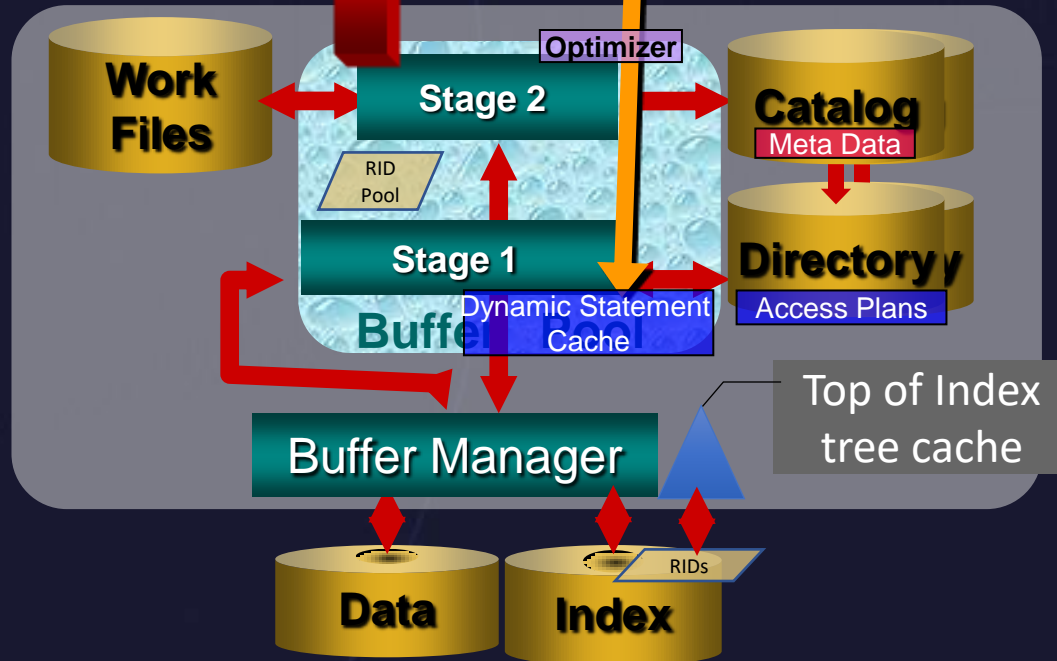 Optimizer
Work
Files
Stage 2
Catalog
Meta Data
RID
Pool
Stage 1
Directory
Access Plans
Dynamic Statement
Cache
Buffer Pool
Top of Index
tree cache
Buffer Manager
RIDs
Data
Index